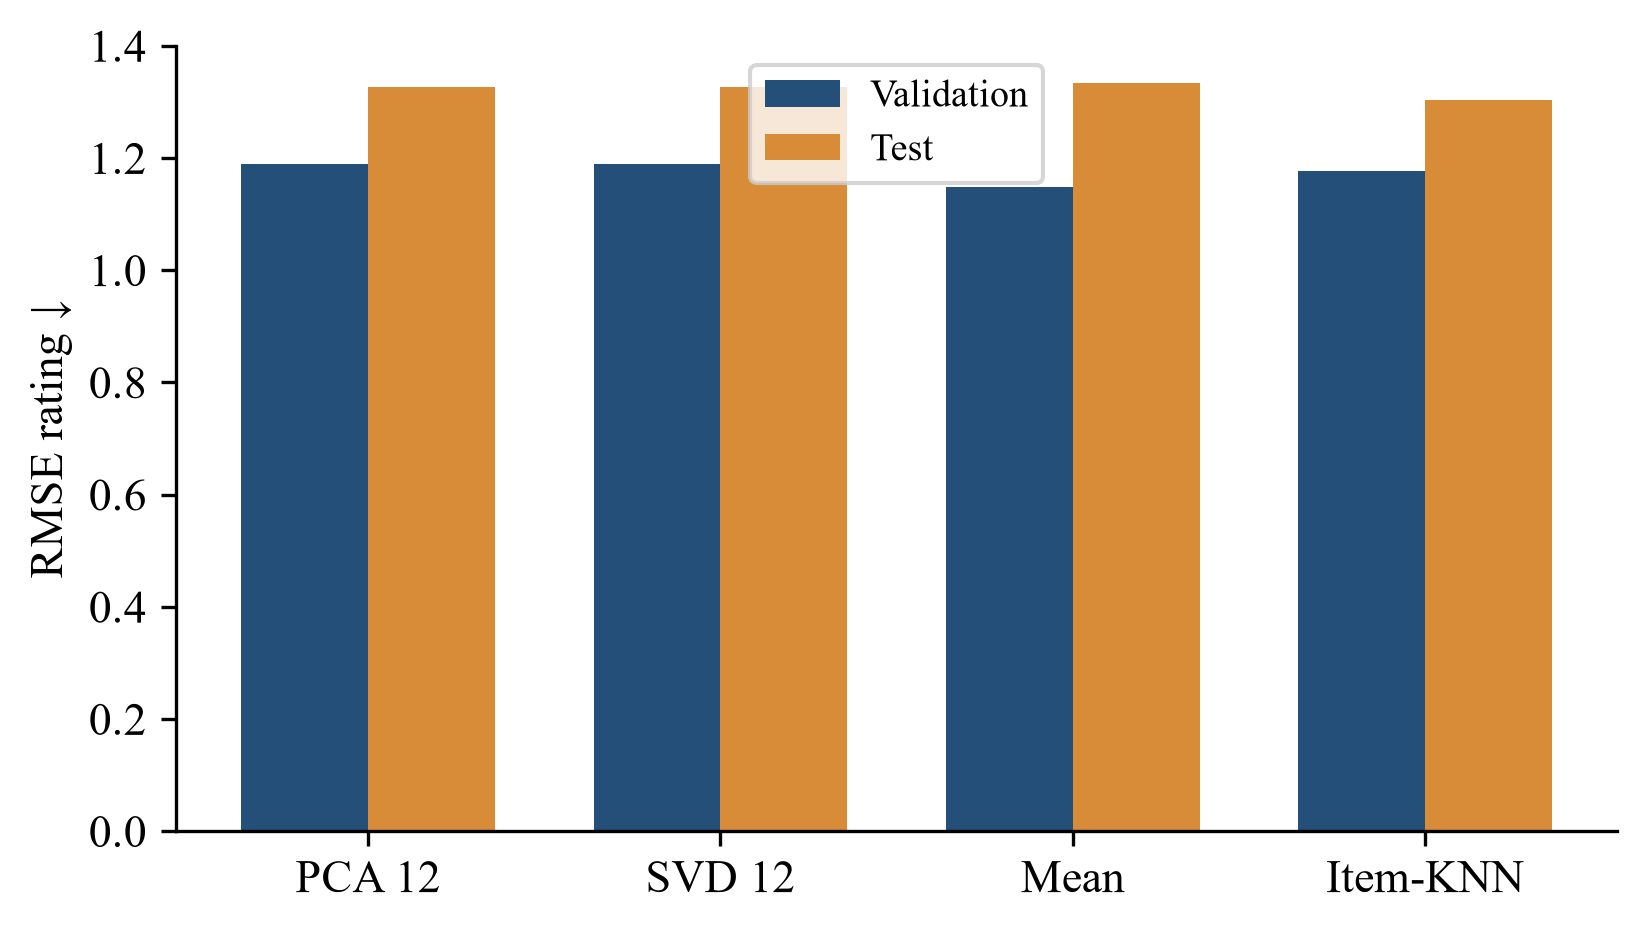 1.4
1.2
1.0
0.8
0.6
0.4
0.2
0.0
RMSE rating ↓
Validation
Test
PCA 12
SVD 12
Mean
Item-KNN